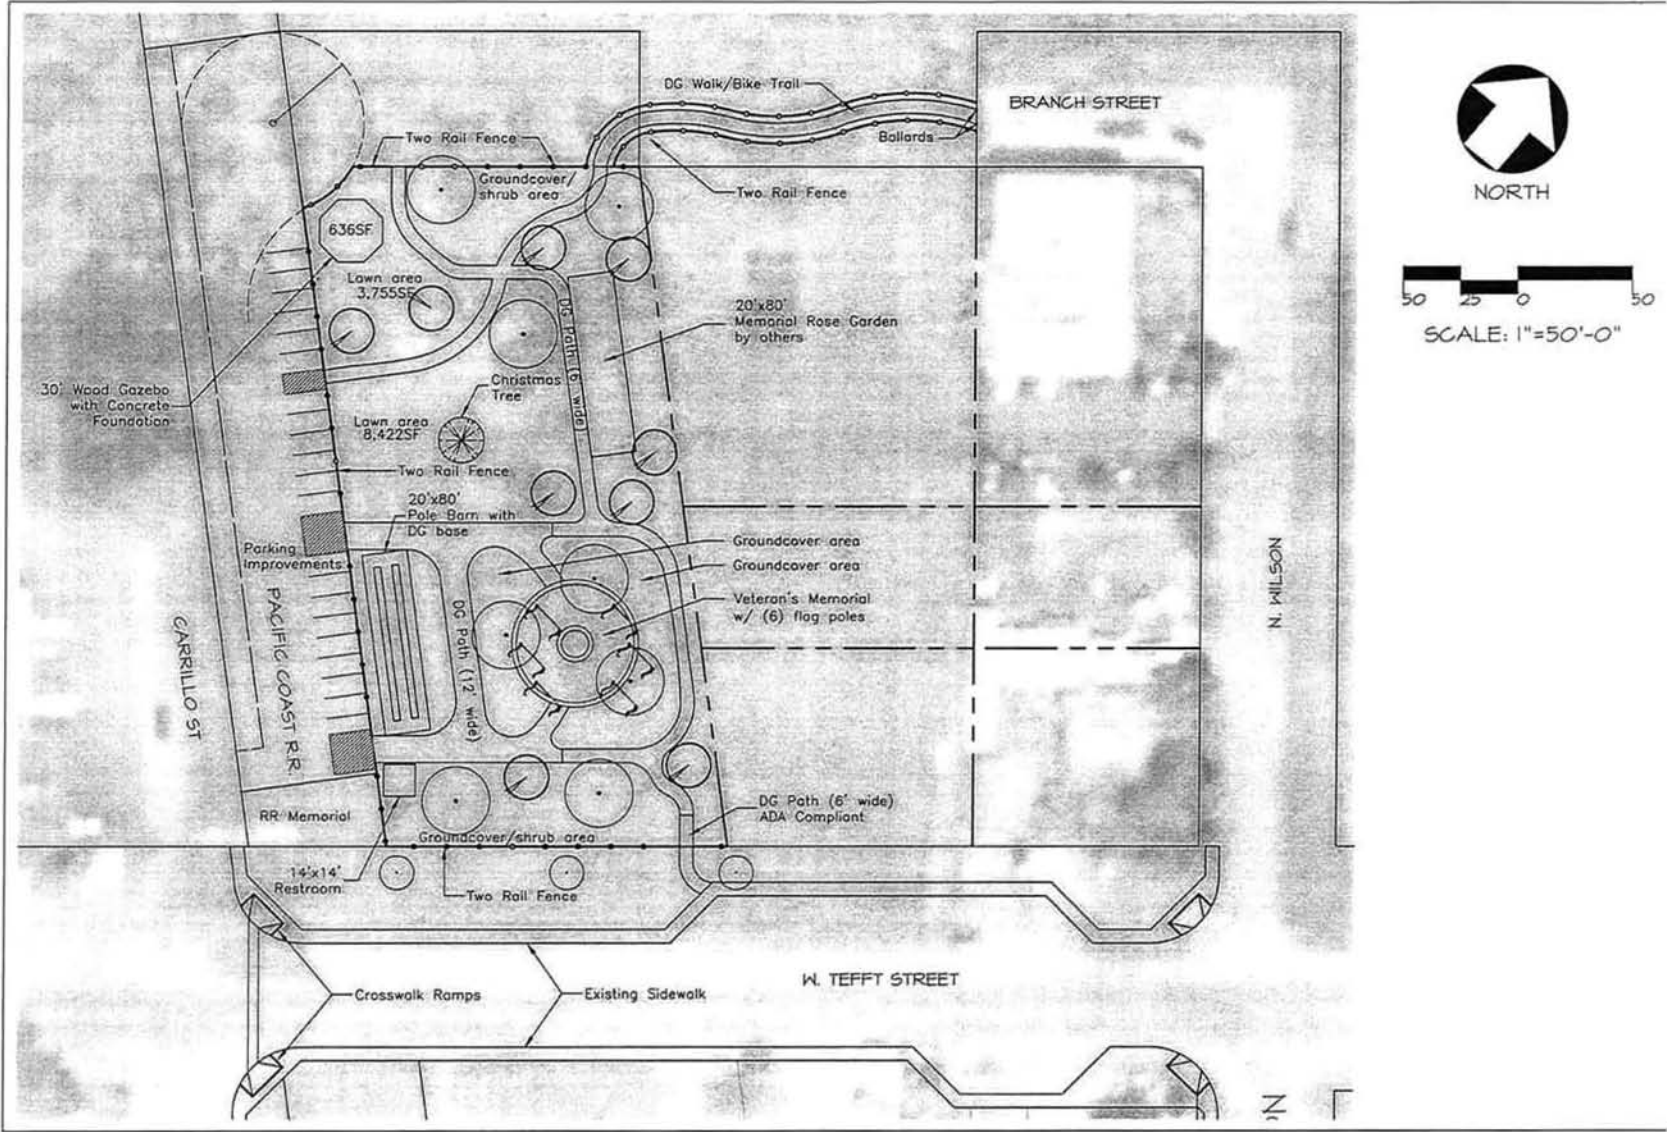 DG Walk/Bike Trail
BRANCH STREET
Bollards
Two Rail Fence
Groundcover/
shrub area
Two Rail Fence
NORTH
636SF
Lawn area
3,755SF
DG Path (6' wide)
20'x80'
Memorial Rose Garden
by others
50 25 0 50
SCALE: 1"=50'-0"
30' Wood Gazebo
with Concrete
Foundation
Christmas
Tree
Lawn area
8,422SF
Two Rail Fence
20'x80'
Pole Barn with
DG base
Parking
Improvements
Groundcover area
Groundcover area
Veteran's Memorial
w/ (6) flag poles
N. WILSON
CARRILLO ST
PACIFIC COAST R.R.
DG Path (12' wide)
RR Memorial
DG Path (6' wide)
ADA Compliant
Groundcover/shrub area
14'x14'
Restroom
Two Rail Fence
Crosswalk Ramps
Existing Sidewalk
W. TEFFT STREET